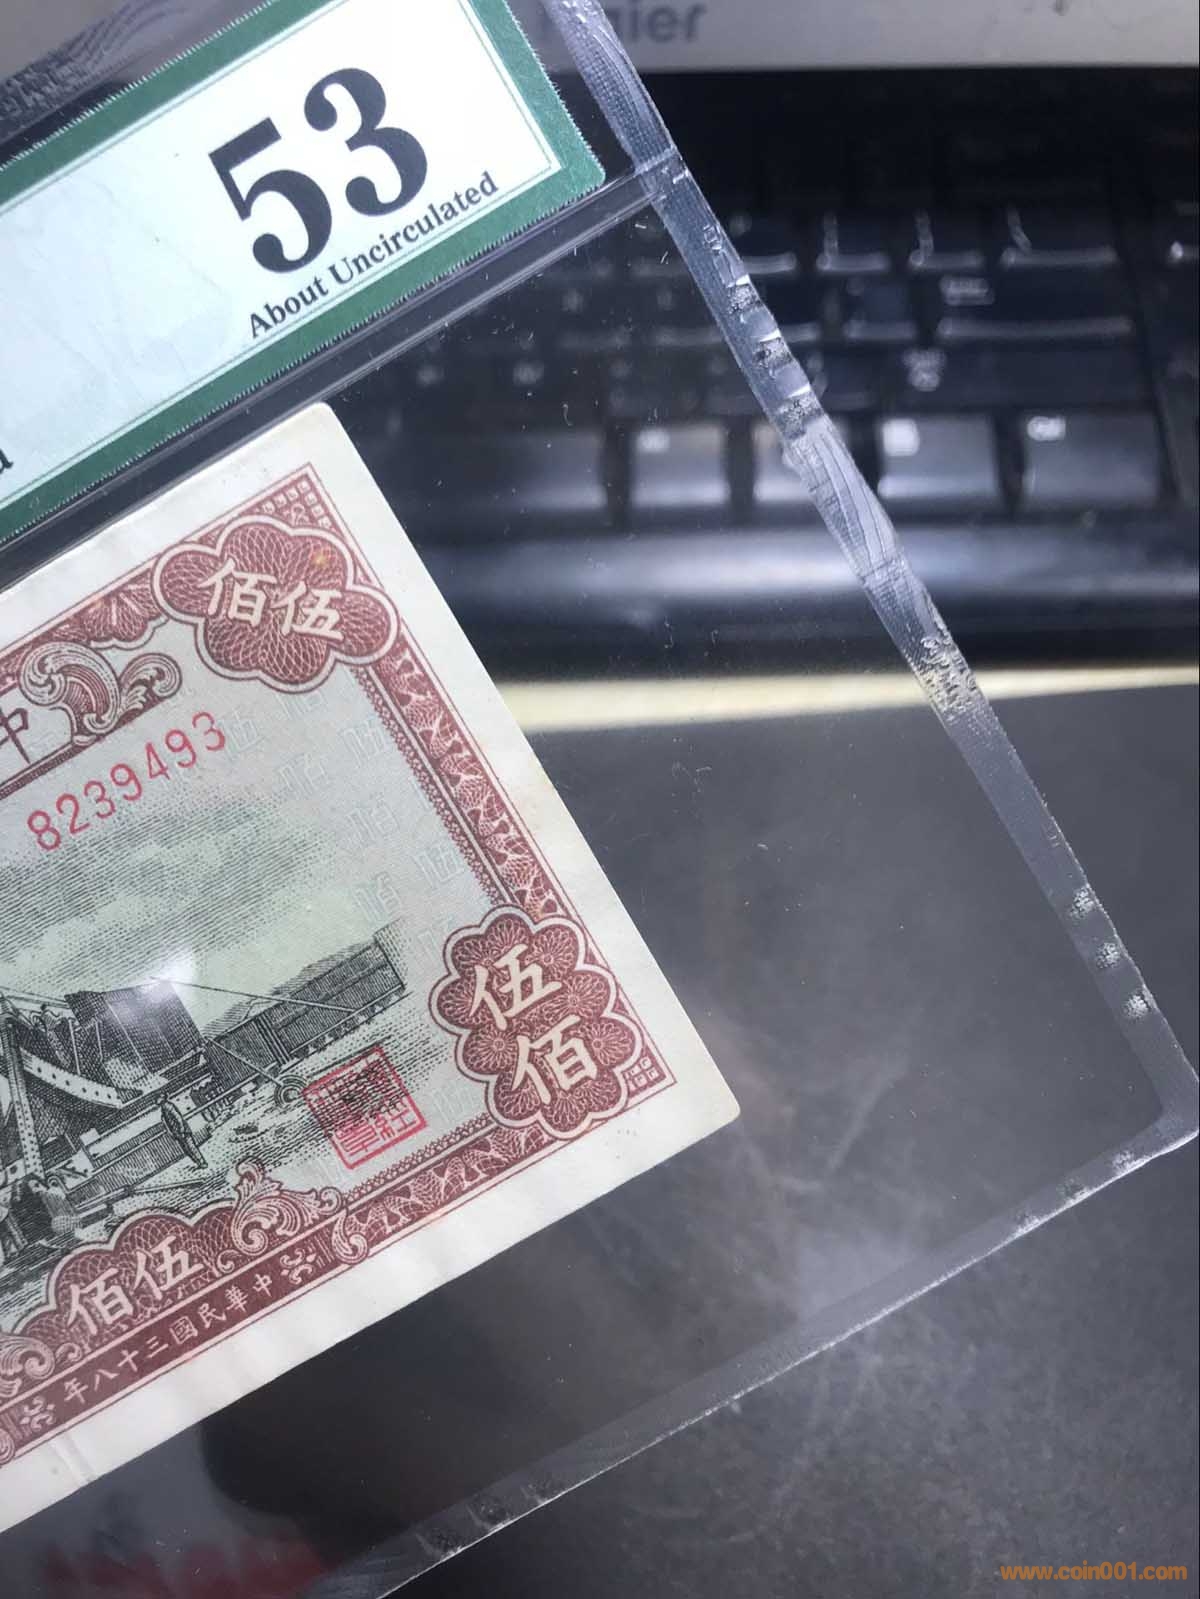 53
About Uncirculated
佰伍
中
8239493
伍
佰
佰伍
年八十三國民華中
www.coin001.com